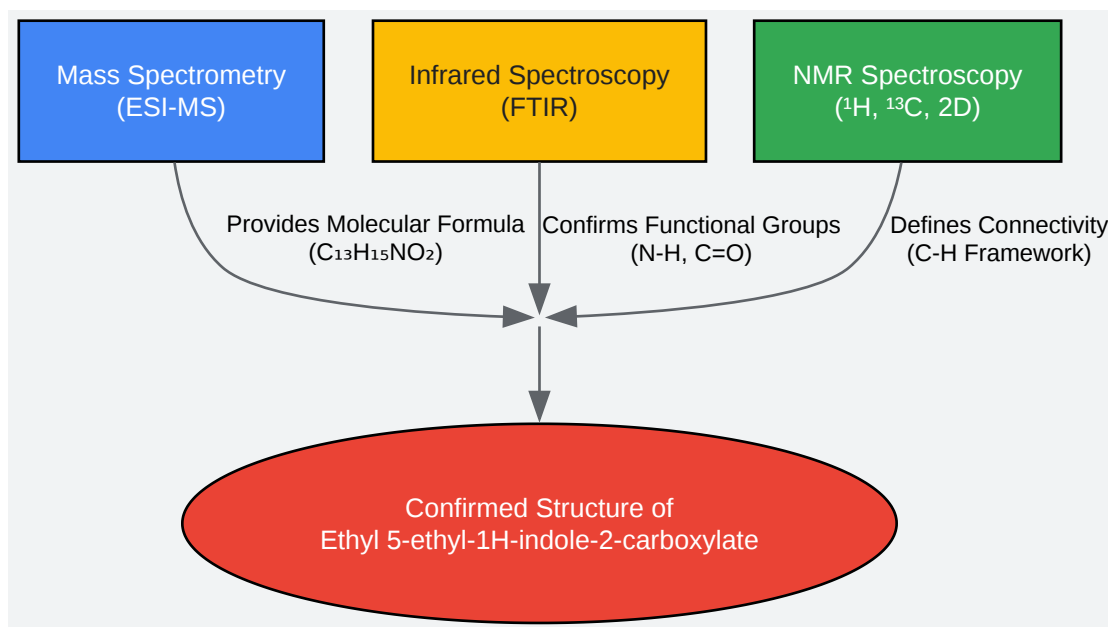 Mass Spectrometry
(ESI-MS)
Infrared Spectroscopy
(FTIR)
NMR Spectroscopy
(¹H, ¹³C, 2D)
Provides Molecular Formula
(C₁₃H₁₅NO₂)
Confirms Functional Groups
(N-H, C=O)
Defines Connectivity
(C-H Framework)
Confirmed Structure of
Ethyl 5-ethyl-1H-indole-2-carboxylate